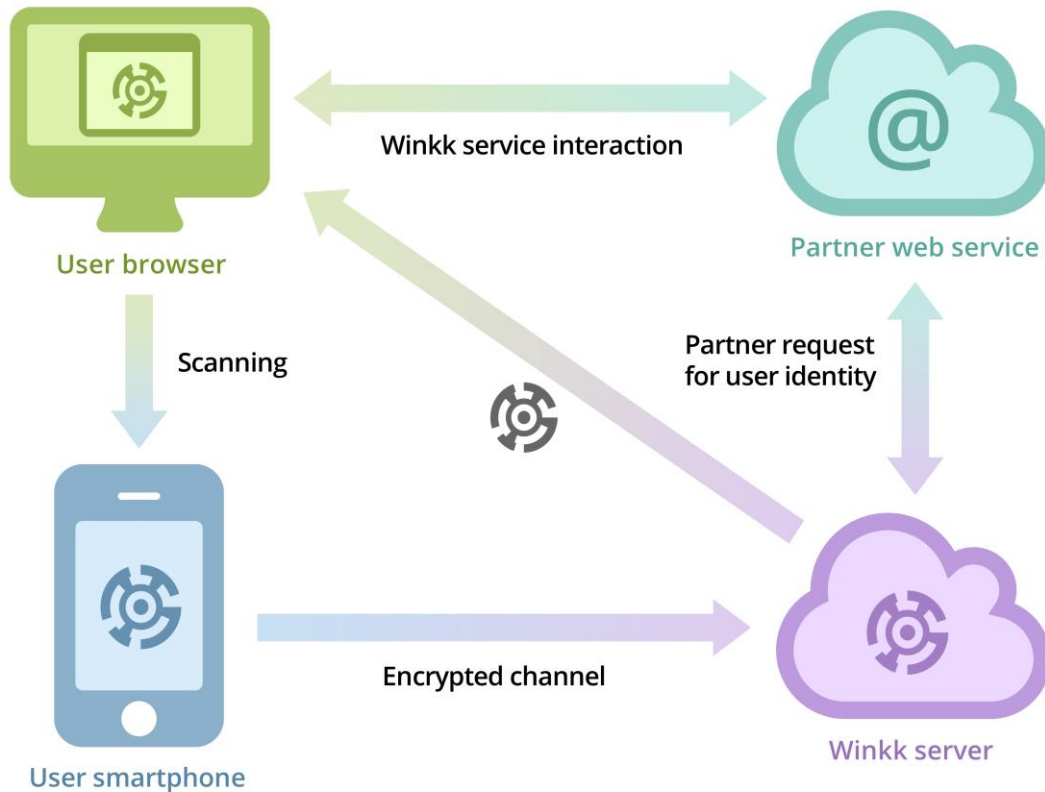 @
Winkk service interaction
User browser
Partner web service
Scanning
Partner request
for user identity
Encrypted channel
User smartphone
Winkk server